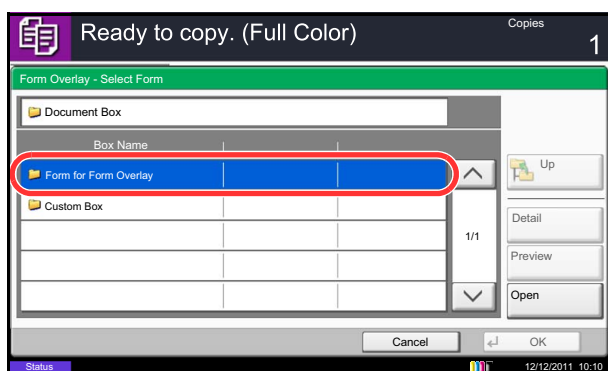 Ready to copy. (Full Color)
Copies
1
Form Overlay - Select Form
Document Box
Box Name
Form for Form Overlay
Up
Custom Box
Detail
1/1
Preview
Open
Cancel
OK
Status
12/12/2011 10:10